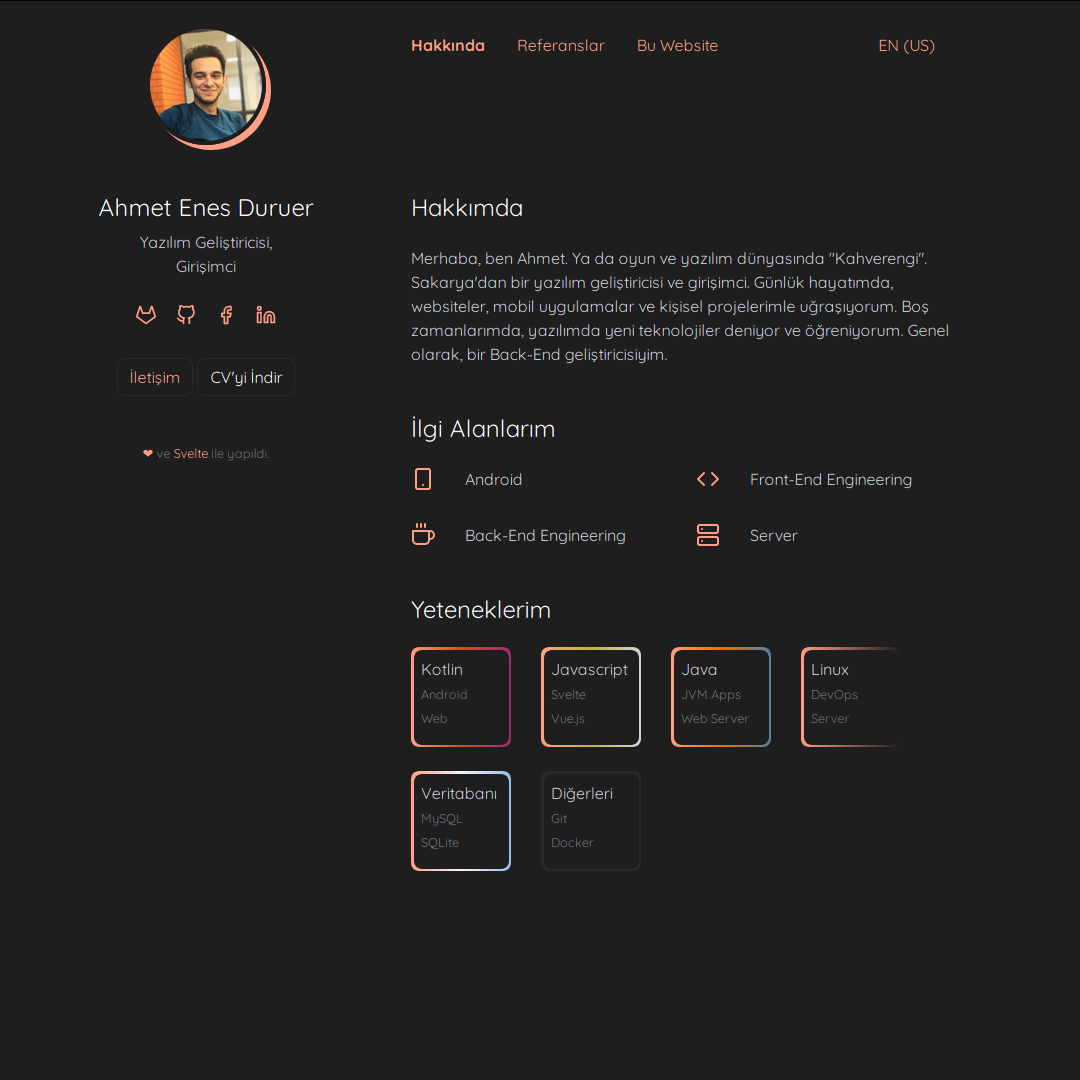 Hakkında
Referanslar
Bu Website
EN (US)
Ahmet Enes Duruer
Yazılım Geliştiricisi,
Girişimci
İletişim
CV'yi İndir
❤ ve Svelte ile yapıldı.
Hakkımda
Merhaba, ben Ahmet. Ya da oyun ve yazılım dünyasında "Kahverengi".
Sakarya'dan bir yazılım geliştiricisi ve girişimci. Günlük hayatımda,
websiteler, mobil uygulamalar ve kişisel projelerimle uğraşıyorum. Boş
zamanlarımda, yazılımda yeni teknolojiler deniyor ve öğreniyorum. Genel
olarak, bir Back-End geliştiricisiyim.
İlgi Alanlarım
Android
Front-End Engineering
Back-End Engineering
Server
Yeteneklerim
Kotlin
Android
Web
Javascript
Svelte
Vue.js
Java
JVM Apps
Web Server
Linux
DevOps
Server
Veritabanı
MySQL
SQLite
Diğerleri
Git
Docker